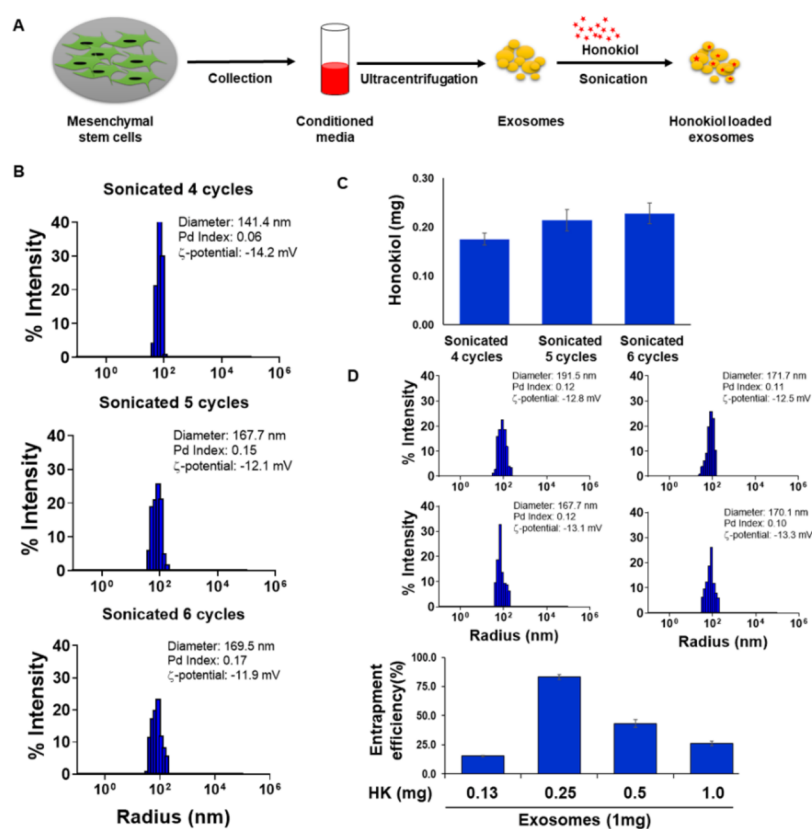 A
Honokiol
Collection
Ultracentrifugation
Sonication
Mesenchymal
stem cells
Conditioned
media
Exosomes
Honokiol loaded
exosomes
B
Sonicated 4 cycles
Diameter: 141.4 nm
Pd Index: 0.06
ζ-potential: -14.2 mV
% Intensity
40
30
20
10
0
10⁰ 10² 10⁴ 10⁶
Sonicated 5 cycles
Diameter: 167.7 nm
Pd Index: 0.15
ζ-potential: -12.1 mV
% Intensity
40
30
20
10
0
10⁰ 10² 10⁴ 10⁶
Sonicated 6 cycles
Diameter: 169.5 nm
Pd Index: 0.17
ζ-potential: -11.9 mV
% Intensity
40
30
20
10
0
10⁰ 10² 10⁴ 10⁶
Radius (nm)
C
Honokiol (mg)
0.30
0.20
0.10
0.00
Sonicated
4 cycles
Sonicated
5 cycles
Sonicated
6 cycles
D
Diameter: 191.5 nm
Pd Index: 0.12
ζ-potential: -12.8 mV
% Intensity
40
30
20
10
0
10⁰ 10² 10⁴ 10⁶
Diameter: 171.7 nm
Pd Index: 0.11
ζ-potential: -12.5 mV
% Intensity
40
30
20
10
0
10⁰ 10² 10⁴ 10⁶
Diameter: 167.7 nm
Pd Index: 0.12
ζ-potential: -13.1 mV
% Intensity
40
30
20
10
0
10⁰ 10² 10⁴ 10⁶
Radius (nm)
Diameter: 170.1 nm
Pd Index: 0.10
ζ-potential: -13.3 mV
% Intensity
40
30
20
10
0
10⁰ 10² 10⁴ 10⁶
Radius (nm)
Entrapment
efficiency(%)
100.0
75.0
50.0
25.0
0.0
HK (mg) 0.13 0.25 0.5 1.0
Exosomes (1mg)